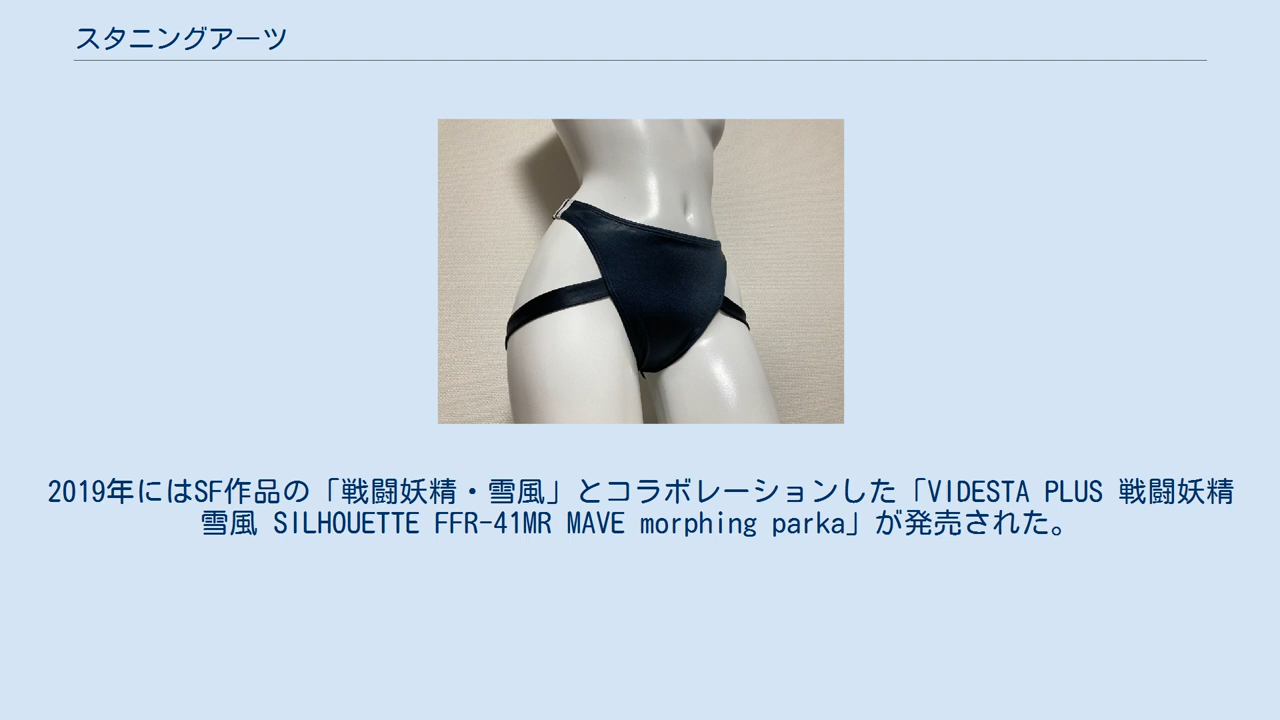 スタニングアーツ
2019年にはSF作品の「戦闘妖精・雪風」とコラボレーションした「VIDESTA PLUS 戦闘妖精
雪風 SILHOUETTE FFR-41MR MAVE morphing parka」が発売された。